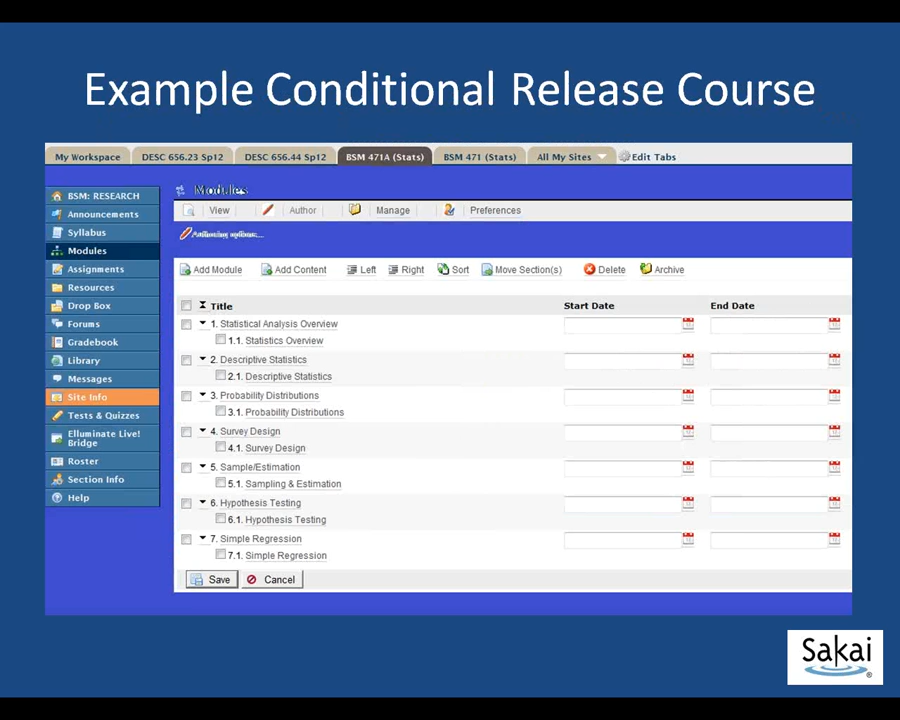 Example Conditional Release Course
My Workspace DESC 656.23 Sp12 DESC 656.44 Sp12 BSM 471A (Stats) BSM 471 (Stats) All My Sites Edit Tabs
BSM: RESEARCH
Announcements
Syllabus
Modules
Assignments
Resources
Drop Box
Forums
Gradebook
Library
Messages
Site Info
Tests & Quizzes
Elluminate Live!
Bridge
Roster
Section Info
Help
Modules
View Author Manage Preferences
Authoring options...
Add Module Add Content Left Right Sort Move Section(s) Delete Archive
Title Start Date End Date
1. Statistical Analysis Overview
1.1. Statistics Overview
2. Descriptive Statistics
2.1. Descriptive Statistics
3. Probability Distributions
3.1. Probability Distributions
4. Survey Design
4.1. Survey Design
5. Sample/Estimation
5.1. Sampling & Estimation
6. Hypothesis Testing
6.1. Hypothesis Testing
7. Simple Regression
7.1. Simple Regression
Save Cancel
Sakai
®